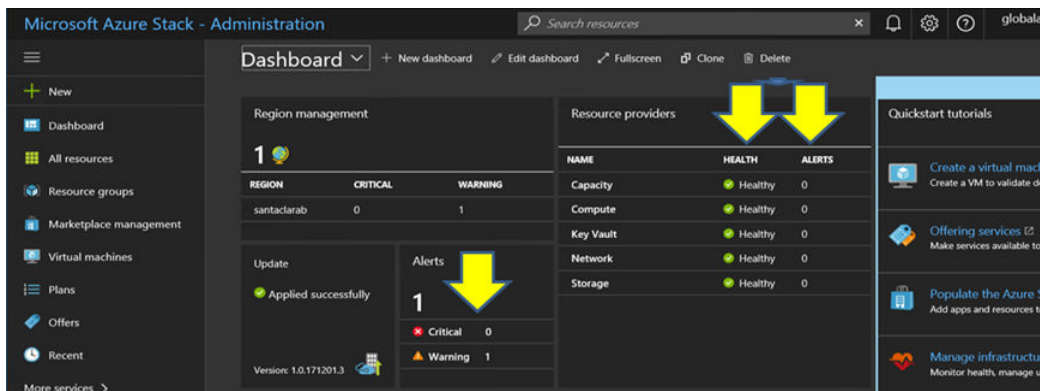 Microsoft Azure Stack - Administration
Search resources
globala
Dashboard
+ New dashboard
Edit dashboard
Fullscreen
Clone
Delete
New
Dashboard
All resources
Resource groups
Marketplace management
Virtual machines
Plans
Offers
Recent
More services >
Region management
1
REGION CRITICAL WARNING
santaclarab 0 1
Update
Applied successfully
Version: 1.0.171201.3
Alerts
1
Critical 0
Warning 1
Resource providers
NAME HEALTH ALERTS
Capacity Healthy 0
Compute Healthy 0
Key Vault Healthy 0
Network Healthy 0
Storage Healthy 0
Quickstart tutorials
Create a virtual mach
Create a VM to validate d
Offering services
Make services available to
Populate the Azure S
Add apps and resources t
Manage infrastructu
Monitor health, manage u